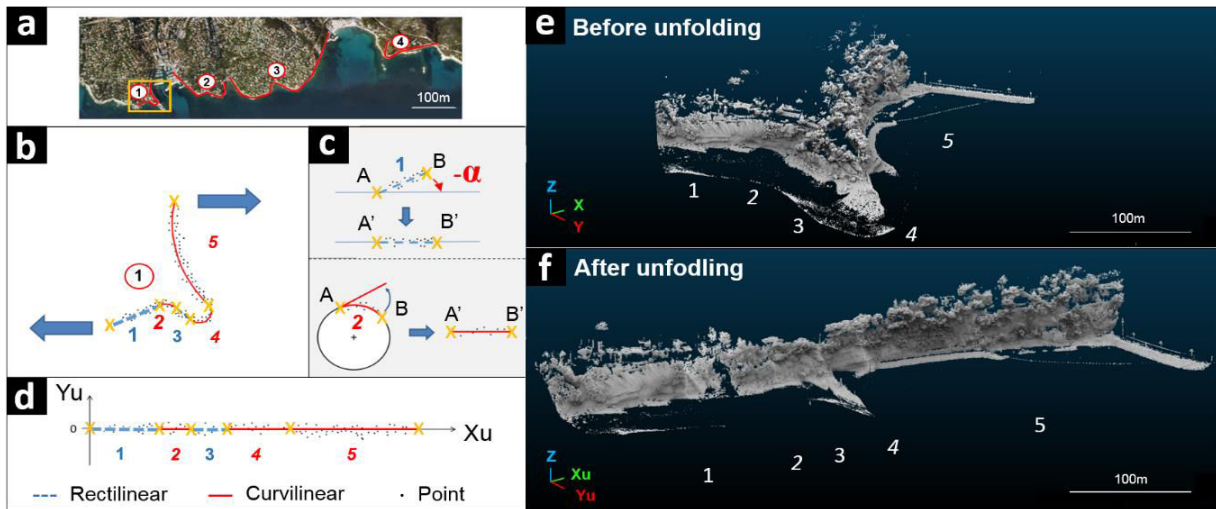 a
1
2
3
4
100m
b
1
5
1
2
3
4
c
A
1
B
-α
A'
B'
A
2
B
A'
B'
d
Yu
0
Xu
1
2
3
4
5
Rectilinear
Curvilinear
Point
e
Before unfolding
5
1
2
3
4
Z
X
Y
100m
f
After unfodling
5
4
3
2
1
Z
Xu
Yu
100m